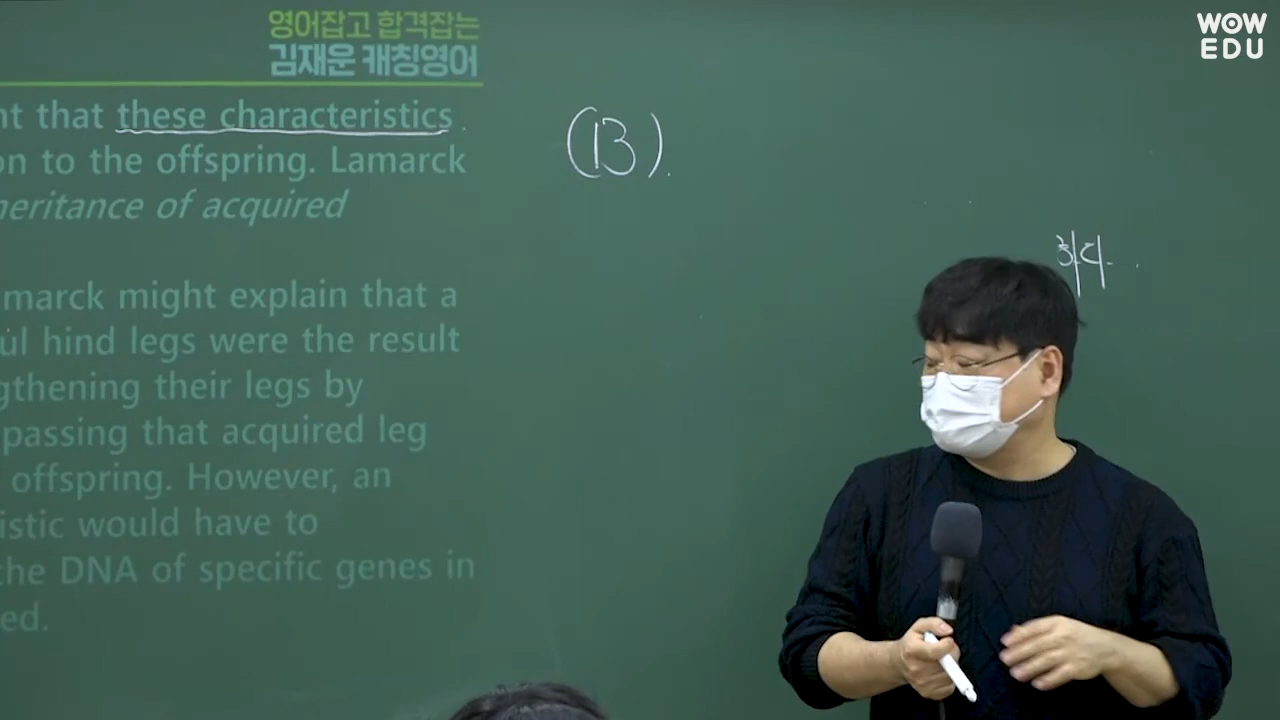 영어잡고 합격잡는
김재운 캐칭영어
WOW
EDU
nt that these characteristics
on to the offspring. Lamarck
heritance of acquired
marck might explain that a
ul hind legs were the result
gthening their legs by
passing that acquired leg
offspring. However, an
istic would have to
the DNA of specific genes in
ed.
(13).